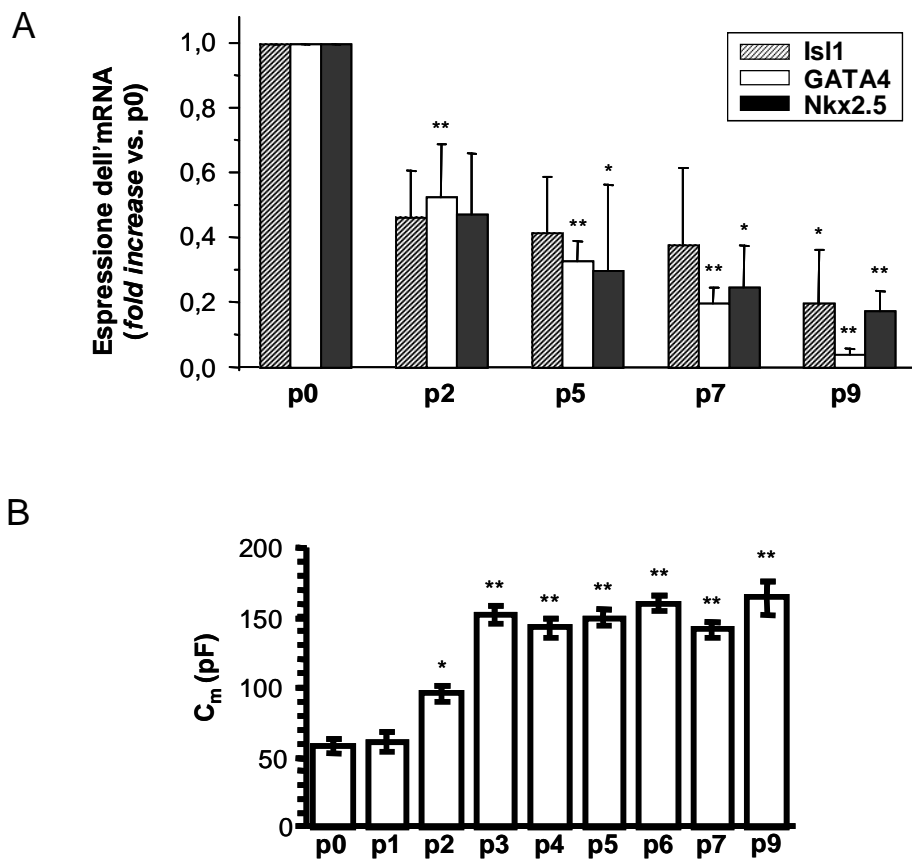 A
Espressione dell'mRNA
(fold increase vs. p0)
1,0
0,8
0,6
0,4
0,2
0,0
Isl1
GATA4
Nkx2.5
**
**
*
**
*
*
**
**
p0
p2
p5
p7
p9
B
Cm (pF)
200
150
100
50
0
*
**
**
**
**
**
**
p0
p1
p2
p3
p4
p5
p6
p7
p9